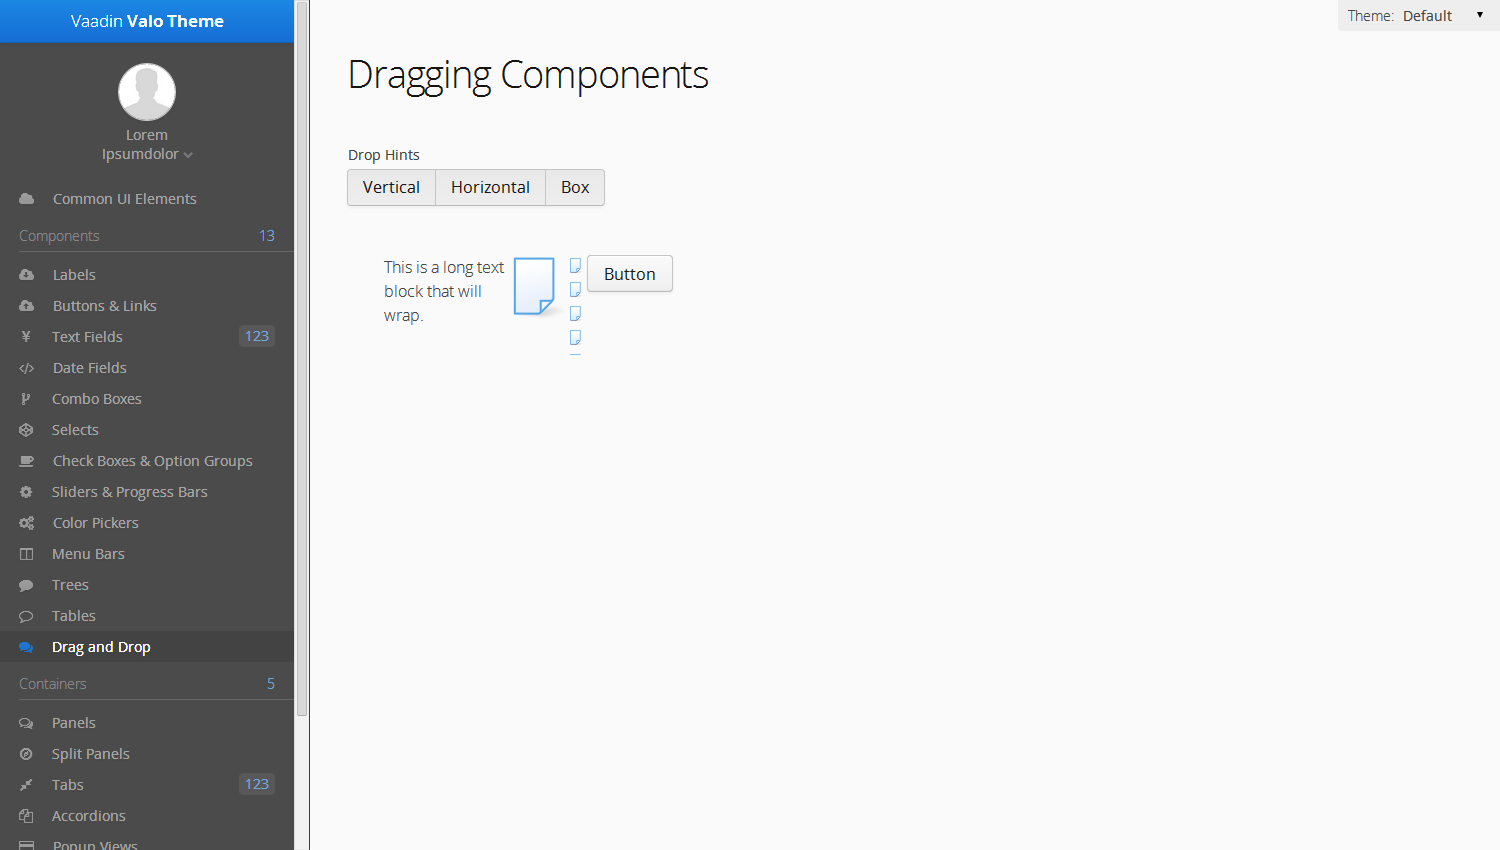 Vaadin Valo Theme
Lorem
Ipsumdolor
Common UI Elements
Components 13
Labels
Buttons & Links
Text Fields 123
Date Fields
Combo Boxes
Selects
Check Boxes & Option Groups
Sliders & Progress Bars
Color Pickers
Menu Bars
Trees
Tables
Drag and Drop
Containers 5
Panels
Split Panels
Tabs 123
Accordions
Popup Views
Theme: Default
Dragging Components
Drop Hints
Vertical Horizontal Box
This is a long text
block that will
wrap.
Button